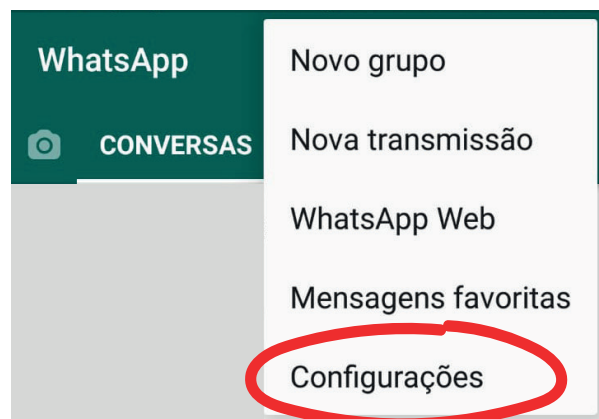 WhatsApp
CONVERSAS
Novo grupo
Nova transmissão
WhatsApp Web
Mensagens favoritas
Configurações